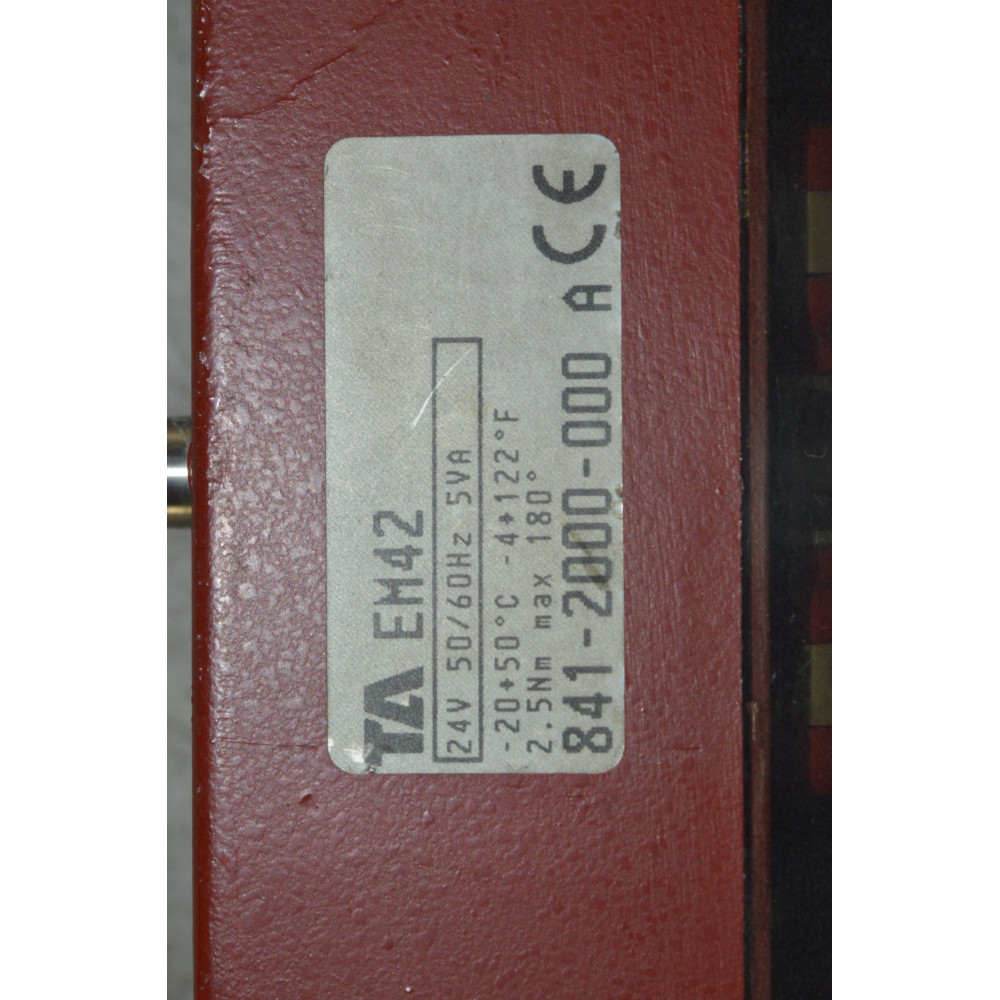 TA EM42
24V 50/60Hz 5VA
-20+50°C -4+122°F
2.5Nm max 180°
841-2000-000 A CE